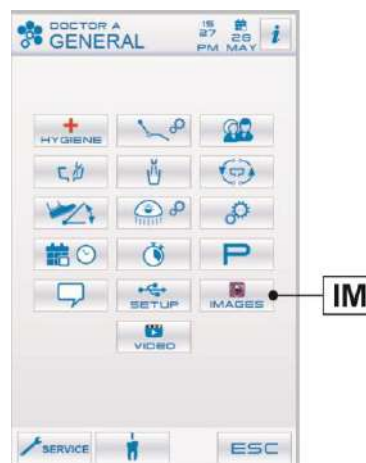 DOCTOR A
GENERAL
15
27
PM
28
MAY
i
HYGIENE
P
SETUP
IMAGES
IM
VIDEO
SERVICE
ESC